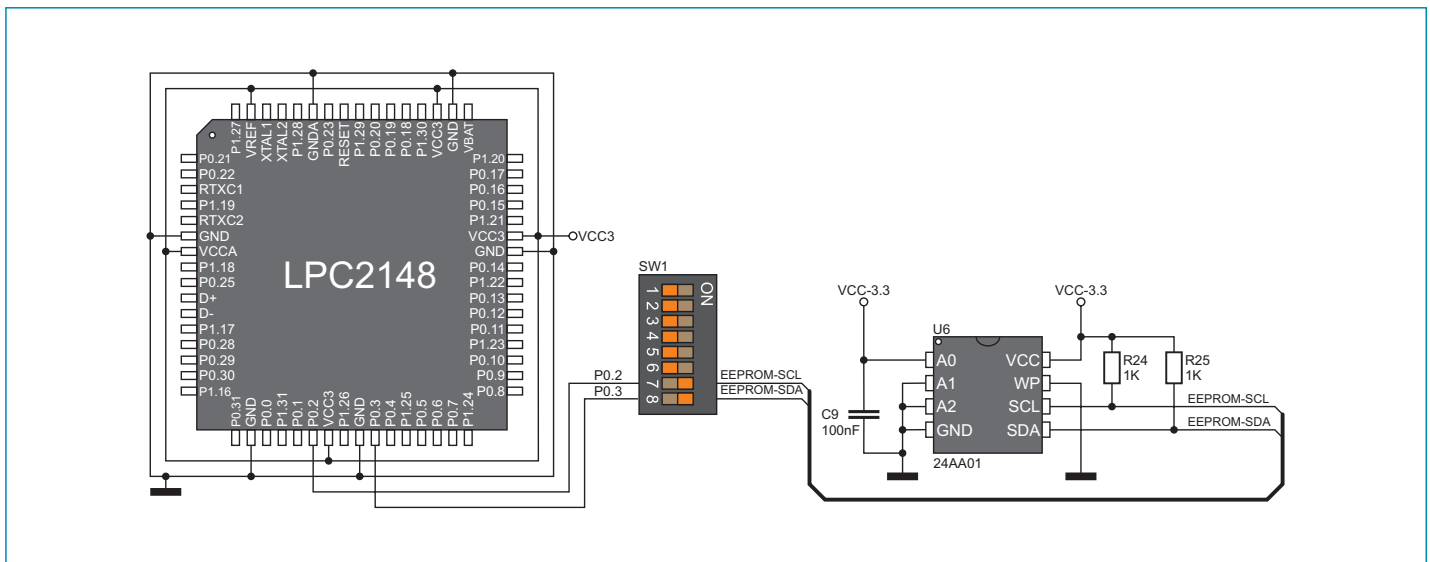 P1.27
VREF
XTAL1
XTAL2
P1.28
GNDA
P0.23
RESET
P1.29
P0.20
P0.19
P0.18
P1.30
VCC3
GND
VBAT
P0.21
P0.22
RTXC1
P1.19
RTXC2
GND
VCCA
P1.18
P0.25
D+
D-
P1.17
P0.28
P0.29
P0.30
P1.16
LPC2148
P1.20
P0.17
P0.16
P0.15
P1.21
VCC3
GND
P0.14
P1.22
P0.13
P0.12
P0.11
P1.23
P0.10
P0.9
P0.8
P0.31
GND
P0.0
P1.31
P0.1
P0.2
VCC3
P1.26
GND
P0.3
P0.4
P1.25
P0.5
P0.6
P0.7
P1.24
VCC3
SW1
ON
1
2
3
4
5
6
7
8
P0.2
P0.3
EEPROM-SCL
EEPROM-SDA
VCC-3.3
C9
100nF
U6
A0
A1
A2
GND
VCC
WP
SCL
SDA
24AA01
VCC-3.3
R24
1K
R25
1K
EEPROM-SCL
EEPROM-SDA